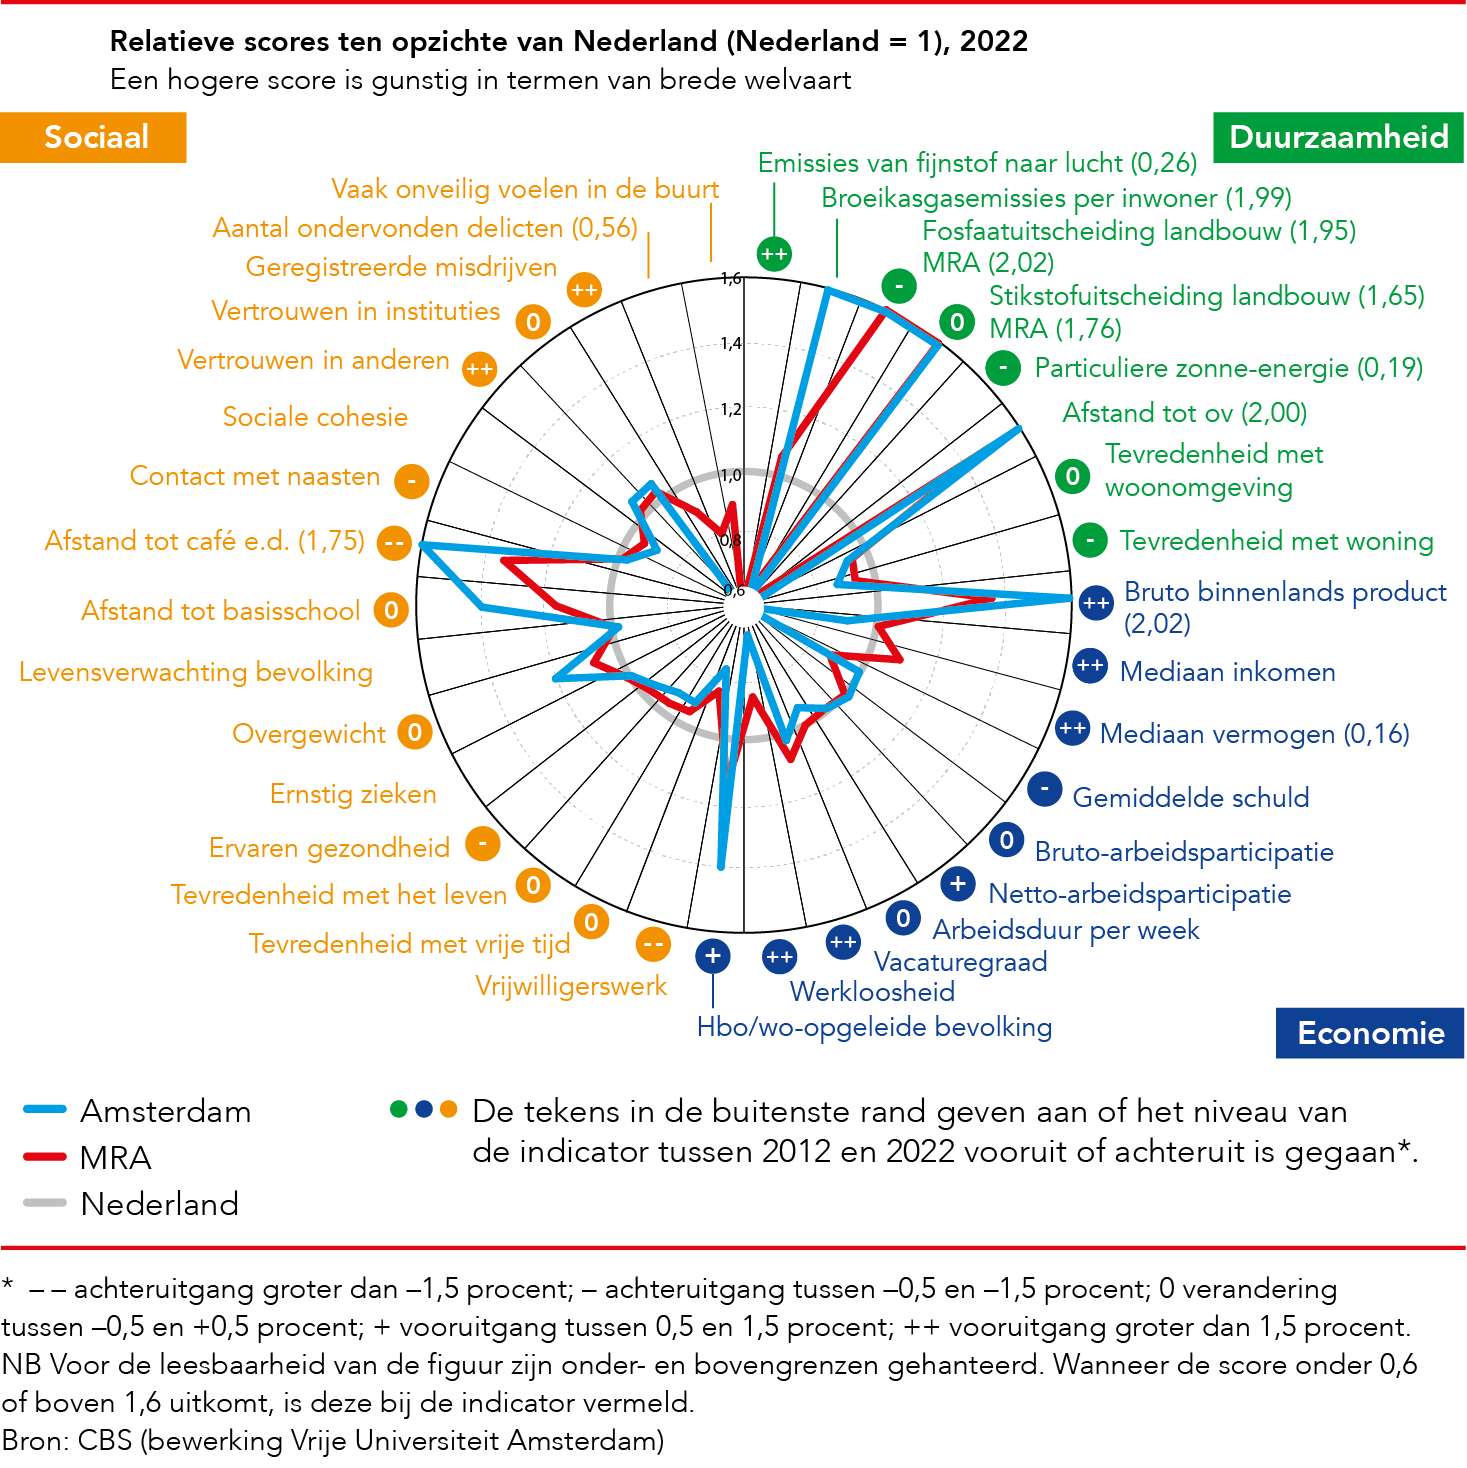 Relatieve scores ten opzichte van Nederland (Nederland = 1), 2022
Een hogere score is gunstig in termen van brede welvaart
Sociaal
Duurzaamheid
Emissies van fijnstof naar lucht (0,26)
++
Broeikasgasemissies per inwoner (1,99)
Fosfaatuitscheiding landbouw (1,95)
MRA (2,02)
-
Stikstofuitscheiding landbouw (1,65)
MRA (1,76)
0
Particuliere zonne-energie (0,19)
-
Afstand tot ov (2,00)
Tevredenheid met
woonomgeving
0
Tevredenheid met woning
-
Bruto binnenlands product
(2,02)
++
Mediaan inkomen
++
Mediaan vermogen (0,16)
++
Gemiddelde schuld
-
Bruto-arbeidsparticipatie
0
Netto-arbeidsparticipatie
+
Arbeidsduur per week
0
Vacaturegraad
++
Werkloosheid
++
Hbo/wo-opgeleide bevolking
+
Economie
Vaak onveilig voelen in de buurt
Aantal ondervonden delicten (0,56)
Geregistreerde misdrijven
++
Vertrouwen in instituties
0
Vertrouwen in anderen
++
Sociale cohesie
Contact met naasten
-
Afstand tot café e.d. (1,75)
--
Afstand tot basisschool
0
Levensverwachting bevolking
Overgewicht
0
Ernstig zieken
Ervaren gezondheid
-
Tevredenheid met het leven
0
Tevredenheid met vrije tijd
0
Vrijwilligerswerk
--
1,6
1,4
1,2
1,0
0,8
0,6
Amsterdam
MRA
Nederland
De tekens in de buitenste rand geven aan of het niveau van
de indicator tussen 2012 en 2022 vooruit of achteruit is gegaan*.
* – – achteruitgang groter dan –1,5 procent; – achteruitgang tussen –0,5 en –1,5 procent; 0 verandering
tussen –0,5 en +0,5 procent; + vooruitgang tussen 0,5 en 1,5 procent; ++ vooruitgang groter dan 1,5 procent.
NB Voor de leesbaarheid van de figuur zijn onder- en bovengrenzen gehanteerd. Wanneer de score onder 0,6
of boven 1,6 uitkomt, is deze bij de indicator vermeld.
Bron: CBS (bewerking Vrije Universiteit Amsterdam)